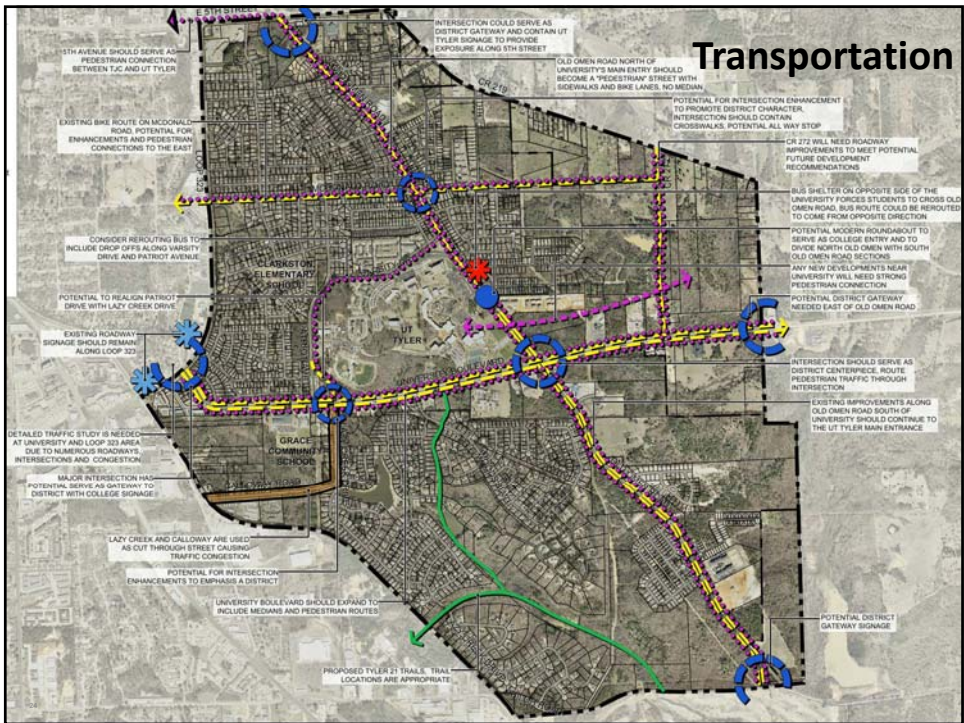 Transportation
E 5TH STREET
INTERSECTION COULD SERVE AS
DISTRICT GATEWAY AND CONTAIN UT
TYLER SIGNAGE TO PROVIDE
EXPOSURE ALONG 5TH STREET
5TH AVENUE SHOULD SERVE AS
PEDESTRIAN CONNECTION
BETWEEN TJC AND UT TYLER
OLD OMEN ROAD NORTH OF
UNIVERSITY'S MAIN ENTRY SHOULD
BECOME A "PEDESTRIAN" STREET WITH
SIDEWALKS AND BIKE LANES, NO MEDIAN
CR 219
POTENTIAL FOR INTERSECTION ENHANCEMENT
TO PROMOTE DISTRICT CHARACTER,
INTERSECTION SHOULD CONTAIN
CROSSWALKS, POTENTIAL ALL WAY STOP
EXISTING BIKE ROUTE ON MCDONALD
ROAD, POTENTIAL FOR
ENHANCEMENTS AND PEDESTRIAN
CONNECTIONS TO THE EAST
CR 272 WILL NEED ROADWAY
IMPROVEMENTS TO MEET POTENTIAL
FUTURE DEVELOPMENT
RECOMMENDATIONS
LOOP 323
BUS SHELTER ON OPPOSITE SIDE OF THE
UNIVERSITY FORCES STUDENTS TO CROSS OLD
OMEN ROAD, BUS ROUTE COULD BE REROUTED
TO COME FROM OPPOSITE DIRECTION
CONSIDER REROUTING BUS TO
INCLUDE DROP OFFS ALONG VARSITY
DRIVE AND PATRIOT AVENUE
POTENTIAL MODERN ROUNDABOUT TO
SERVE AS COLLEGE ENTRY AND TO
DIVIDE NORTH OLD OMEN WITH SOUTH
OLD OMEN ROAD SECTIONS
CLARKSTON
ELEMENTARY
SCHOOL
ANY NEW DEVELOPMENTS NEAR
UNIVERSITY WILL NEED STRONG
PEDESTRIAN CONNECTION
POTENTIAL TO REALIGN PATRIOT
DRIVE WITH LAZY CREEK DRIVE
POTENTIAL DISTRICT GATEWAY
NEEDED EAST OF OLD OMEN ROAD
UT
TYLER
EXISTING ROADWAY
SIGNAGE SHOULD REMAIN
ALONG LOOP 323
UNIVERSITY BOULEVARD
INTERSECTION SHOULD SERVE AS
DISTRICT CENTERPIECE, ROUTE
PEDESTRIAN TRAFFIC THROUGH
INTERSECTION
EXISTING IMPROVEMENTS ALONG
OLD OMEN ROAD SOUTH OF
UNIVERSITY SHOULD CONTINUE TO
THE UT TYLER MAIN ENTRANCE
DETAILED TRAFFIC STUDY IS NEEDED
AT UNIVERSITY AND LOOP 323 AREA
DUE TO NUMEROUS ROADWAYS,
INTERSECTIONS AND CONGESTION
GRACE
COMMUNITY
SCHOOL
MAJOR INTERSECTION HAS
POTENTIAL SERVE AS GATEWAY TO
DISTRICT WITH COLLEGE SIGNAGE
CALLOWAY ROAD
LAZY CREEK AND CALLOWAY ARE USED
AS CUT THROUGH STREET CAUSING
TRAFFIC CONGESTION
POTENTIAL FOR INTERSECTION
ENHANCEMENTS TO EMPHASIS A DISTRICT
UNIVERSITY BOULEVARD SHOULD EXPAND TO
INCLUDE MEDIANS AND PEDESTRIAN ROUTES
POTENTIAL DISTRICT
GATEWAY SIGNAGE
PROPOSED TYLER 21 TRAILS. TRAIL
LOCATIONS ARE APPROPRIATE